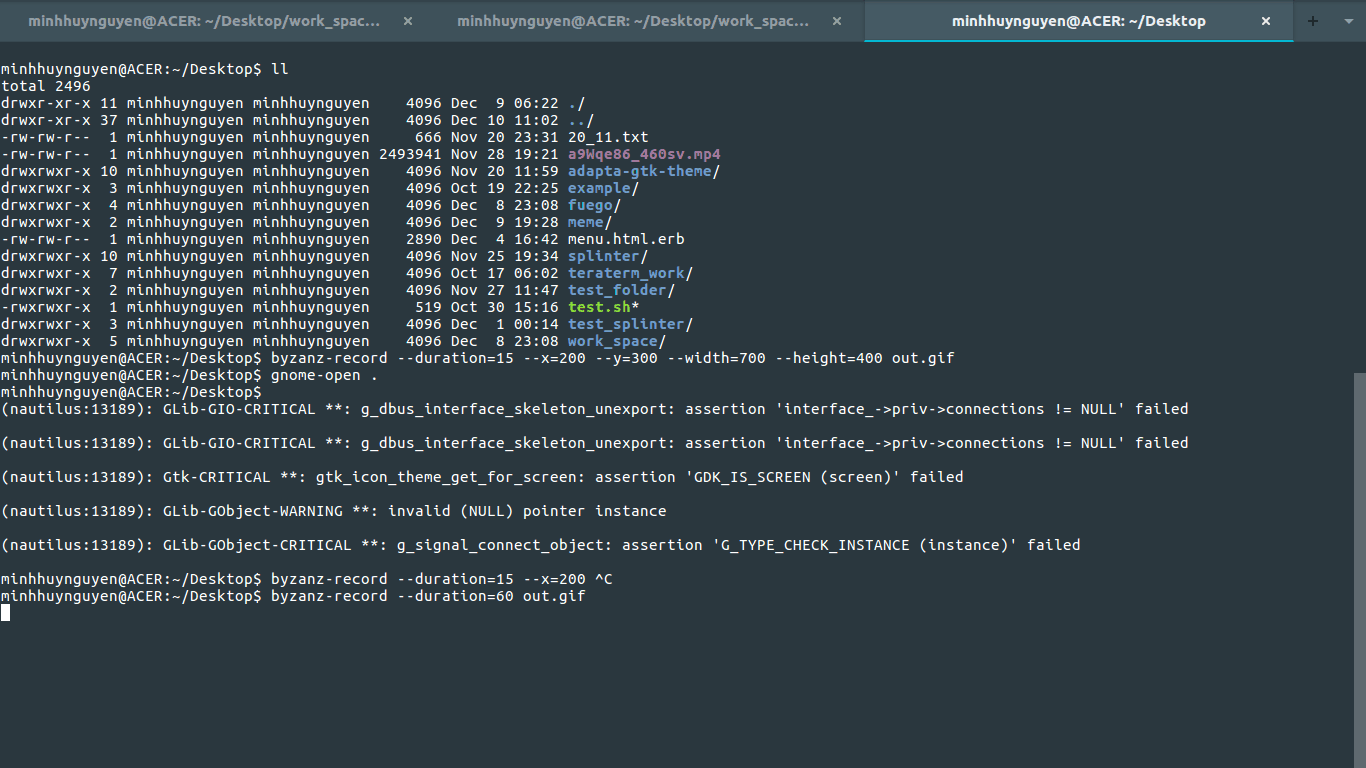 minhhuynguyen@ACER: ~/Desktop/work_spac... × minhhuynguyen@ACER: ~/Desktop/work_spac... × minhhuynguyen@ACER: ~/Desktop × +
minhhuynguyen@ACER:~/Desktop$ ll
total 2496
drwxr-xr-x 11 minhhuynguyen minhhuynguyen    4096 Dec  9 06:22 ./
drwxr-xr-x 37 minhhuynguyen minhhuynguyen    4096 Dec 10 11:02 ../
-rw-rw-r--  1 minhhuynguyen minhhuynguyen     666 Nov 20 23:31 20_11.txt
-rw-rw-r--  1 minhhuynguyen minhhuynguyen 2493941 Nov 28 19:21 a9Wqe86_460sv.mp4
drwxrwxr-x 10 minhhuynguyen minhhuynguyen    4096 Nov 20 11:59 adapta-gtk-theme/
drwxrwxr-x  3 minhhuynguyen minhhuynguyen    4096 Oct 19 22:25 example/
drwxrwxr-x  4 minhhuynguyen minhhuynguyen    4096 Dec  8 23:08 fuego/
drwxrwxr-x  2 minhhuynguyen minhhuynguyen    4096 Dec  9 19:28 meme/
-rw-rw-r--  1 minhhuynguyen minhhuynguyen    2890 Dec  4 16:42 menu.html.erb
drwxrwxr-x 10 minhhuynguyen minhhuynguyen    4096 Nov 25 19:34 splinter/
drwxrwxr-x  7 minhhuynguyen minhhuynguyen    4096 Oct 17 06:02 teraterm_work/
drwxrwxr-x  2 minhhuynguyen minhhuynguyen    4096 Nov 27 11:47 test_folder/
-rwxrwxr-x  1 minhhuynguyen minhhuynguyen     519 Oct 30 15:16 test.sh*
drwxrwxr-x  3 minhhuynguyen minhhuynguyen    4096 Dec  1 00:14 test_splinter/
drwxrwxr-x  5 minhhuynguyen minhhuynguyen    4096 Dec  8 23:08 work_space/
minhhuynguyen@ACER:~/Desktop$ byzanz-record --duration=15 --x=200 --y=300 --width=700 --height=400 out.gif
minhhuynguyen@ACER:~/Desktop$ gnome-open .
minhhuynguyen@ACER:~/Desktop$
(nautilus:13189): GLib-GIO-CRITICAL **: g_dbus_interface_skeleton_unexport: assertion 'interface_->priv->connections != NULL' failed
(nautilus:13189): GLib-GIO-CRITICAL **: g_dbus_interface_skeleton_unexport: assertion 'interface_->priv->connections != NULL' failed
(nautilus:13189): Gtk-CRITICAL **: gtk_icon_theme_get_for_screen: assertion 'GDK_IS_SCREEN (screen)' failed
(nautilus:13189): GLib-GObject-WARNING **: invalid (NULL) pointer instance
(nautilus:13189): GLib-GObject-CRITICAL **: g_signal_connect_object: assertion 'G_TYPE_CHECK_INSTANCE (instance)' failed
minhhuynguyen@ACER:~/Desktop$ byzanz-record --duration=15 --x=200 ^C
minhhuynguyen@ACER:~/Desktop$ byzanz-record --duration=60 out.gif